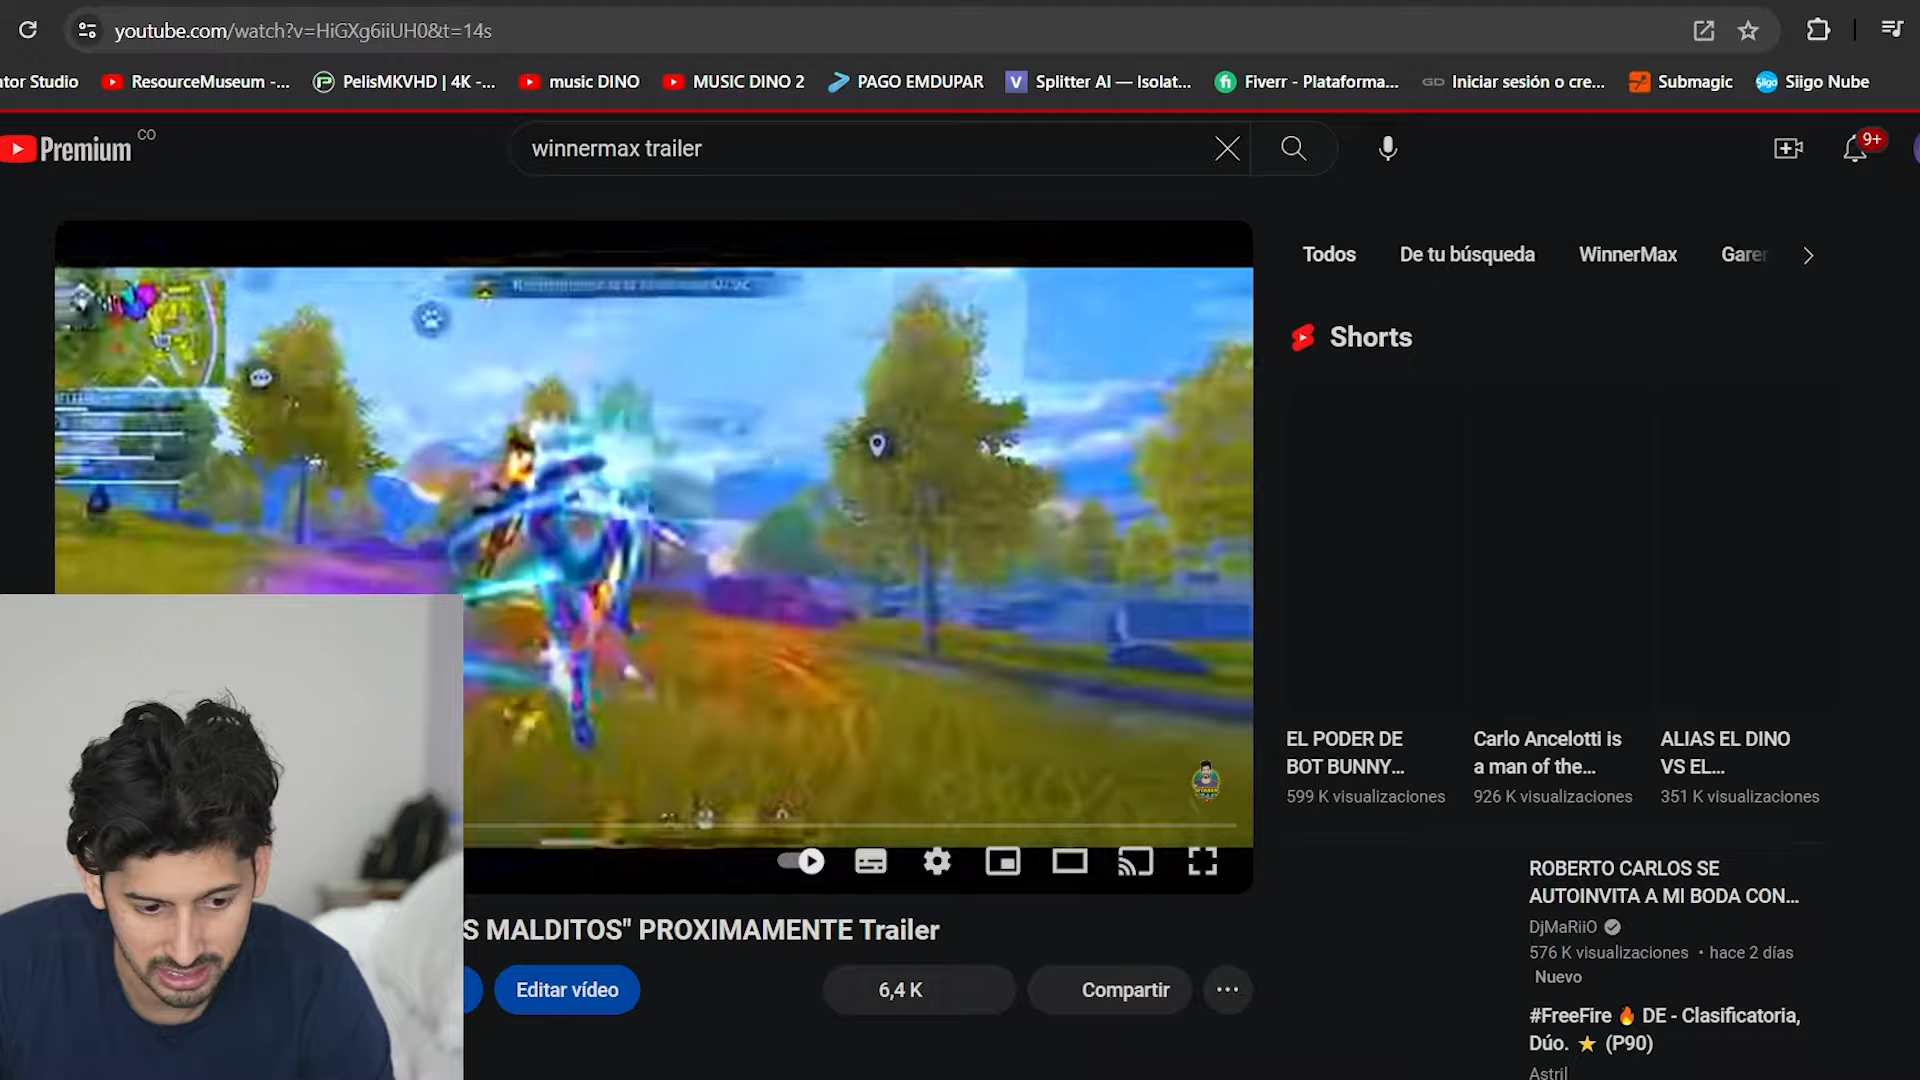 youtube.com/watch?v=HiGXg6iiUH0&t=14s
tor Studio
ResourceMuseum -...
PelisMKVHD | 4K -...
music DINO
MUSIC DINO 2
PAGO EMDUPAR
Splitter AI — Isolat...
Fiverr - Plataforma...
GD Iniciar sesión o cre...
Submagic
Siigo Nube
Premium CO
winnermax trailer
9+
Todos
De tu búsqueda
WinnerMax
Garen
Shorts
EL PODER DE
BOT BUNNY...
599 K visualizaciones
Carlo Ancelotti is
a man of the...
926 K visualizaciones
ALIAS EL DINO
VS EL...
351 K visualizaciones
ROBERTO CARLOS SE
AUTOINVITA A MI BODA CON...
DjMaRiiO
576 K visualizaciones • hace 2 días
Nuevo
#FreeFire 🔥 DE - Clasificatoria,
Dúo. ⭐ (P90)
Astril
S MALDITOS" PROXIMAMENTE Trailer
Editar vídeo
6,4 K
Compartir